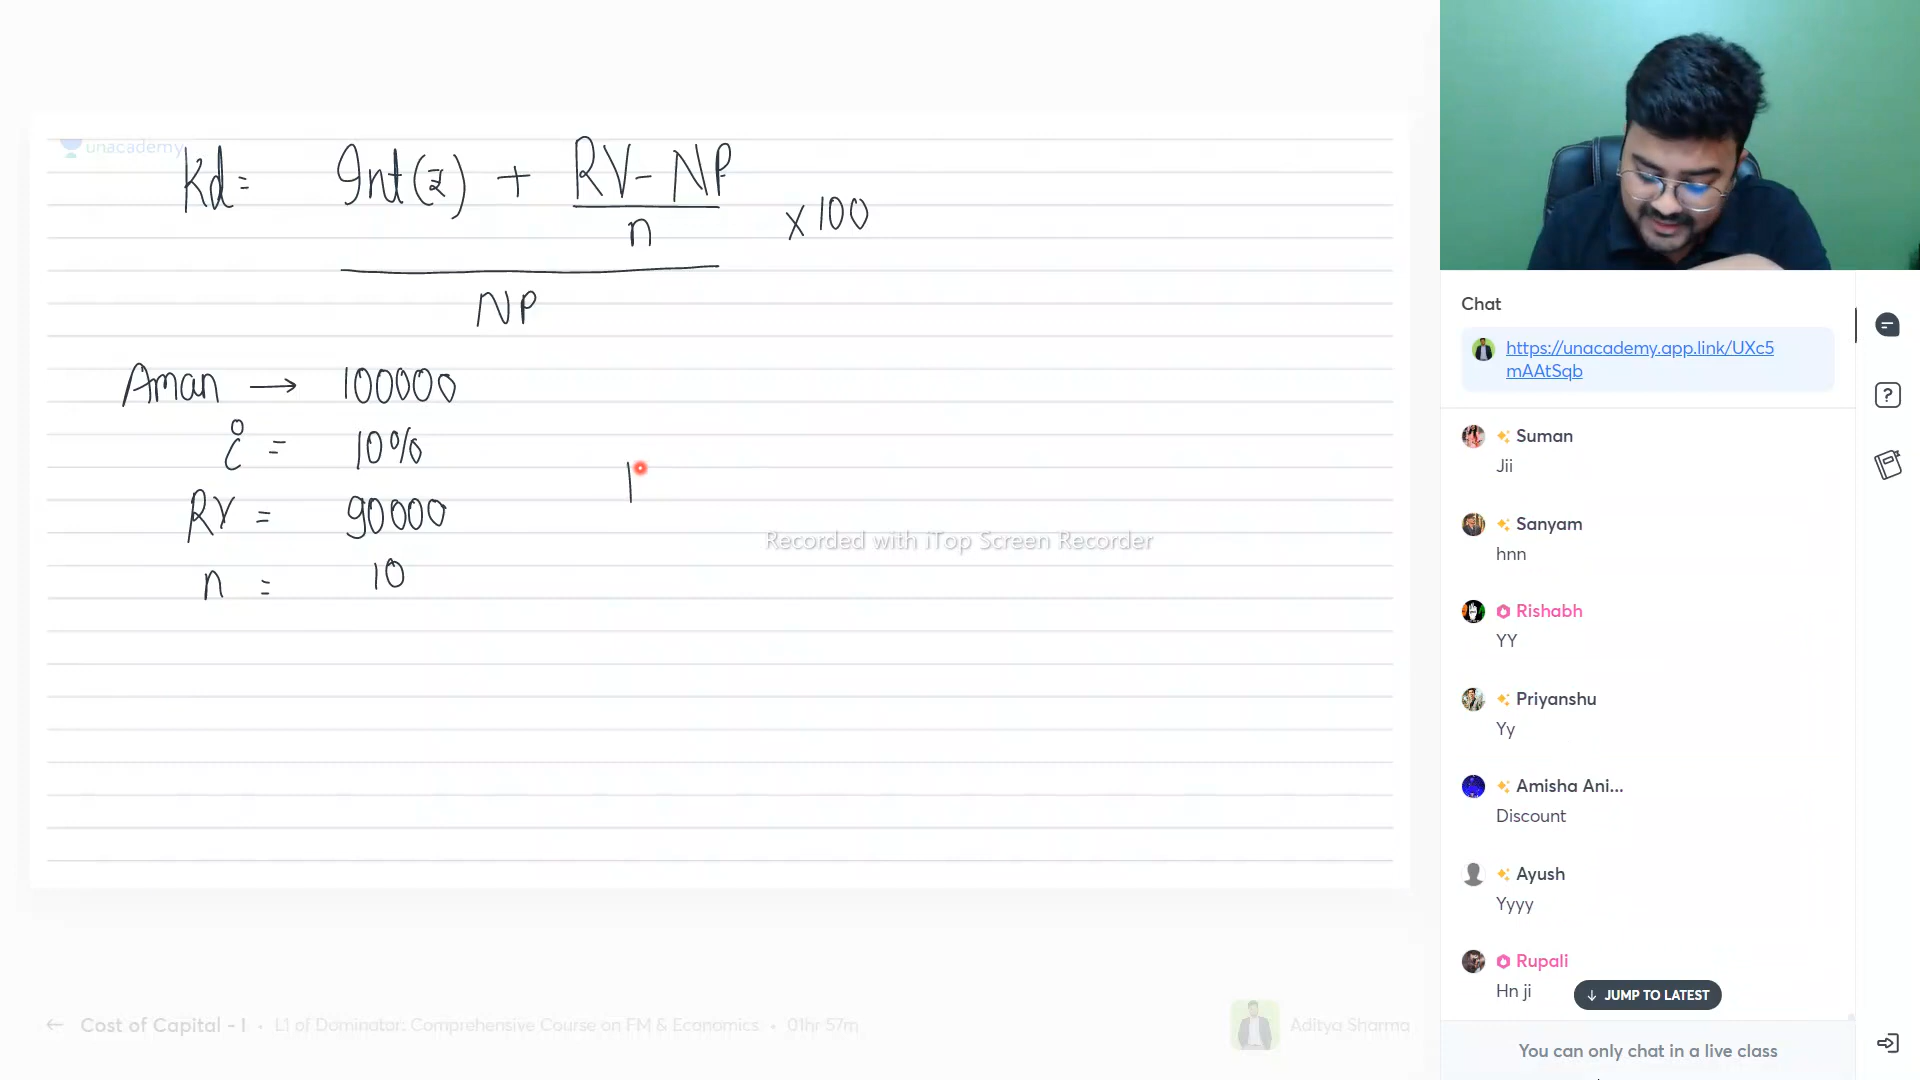 unacademy
Kd = Int(₹) + RV - NP
n
x 100
NP
Aman → 100000
i = 10%
RV = 90000
n = 10
Recorded with iTop Screen Recorder
← Cost of Capital - I • L1 of Dominator: Comprehensive Course on FM & Economics • 01hr 57m
Aditya Sharma
Chat
https://unacademy.app.link/UXc5
mAAtSqb
Suman
Jii
Sanyam
hnn
Rishabh
YY
Priyanshu
Yy
Amisha Ani...
Discount
Ayush
Yyyy
Rupali
Hn ji
↓ JUMP TO LATEST
You can only chat in a live class